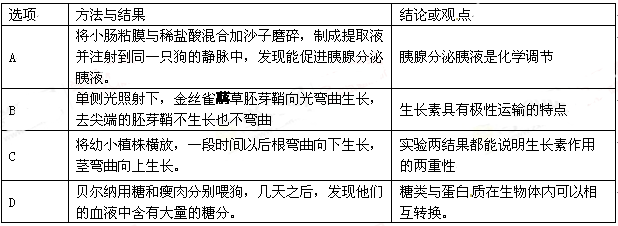 选项 方法与结果 结论或观点
A 将小肠粘膜与稀盐酸混合加沙子磨碎，制成提取液并注射到同一只狗的静脉中，发现能促进胰腺分泌胰液。 胰腺分泌胰液是化学调节
B 单侧光照射下，金丝雀虉草胚芽鞘向光弯曲生长，去尖端的胚芽鞘不生长也不弯曲 生长素具有极性运输的特点
C 将幼小植株横放，一段时间以后根弯曲向下生长，茎弯曲向上生长。 实验两结果都能说明生长素作用的两重性
D 贝尔纳用糖和瘦肉分别喂狗，几天之后，发现他们的血液中含有大量的糖分。 糖类与蛋白质在生物体内可以相互转换。